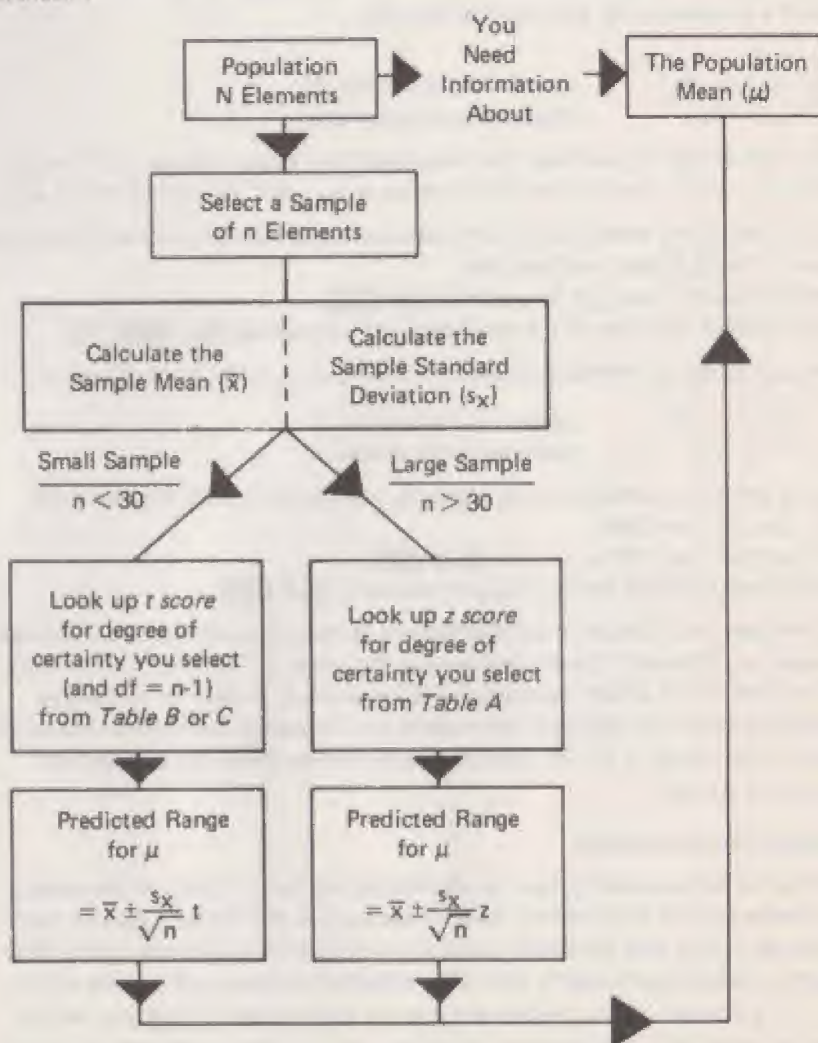 Population
N Elements
You
Need
Information
About
The Population
Mean (μ)
Select a Sample
of n Elements
Calculate the
Sample Mean (x̅)
Calculate the
Sample Standard
Deviation (sx)
Small Sample
n < 30
Large Sample
n > 30
Look up t score
for degree of
certainty you select
(and df = n-1)
from Table B or C
Look up z score
for degree of
certainty you select
from Table A
Predicted Range
for μ
= x̅ ± sx/√n t
Predicted Range
for μ
= x̅ ± sx/√n z